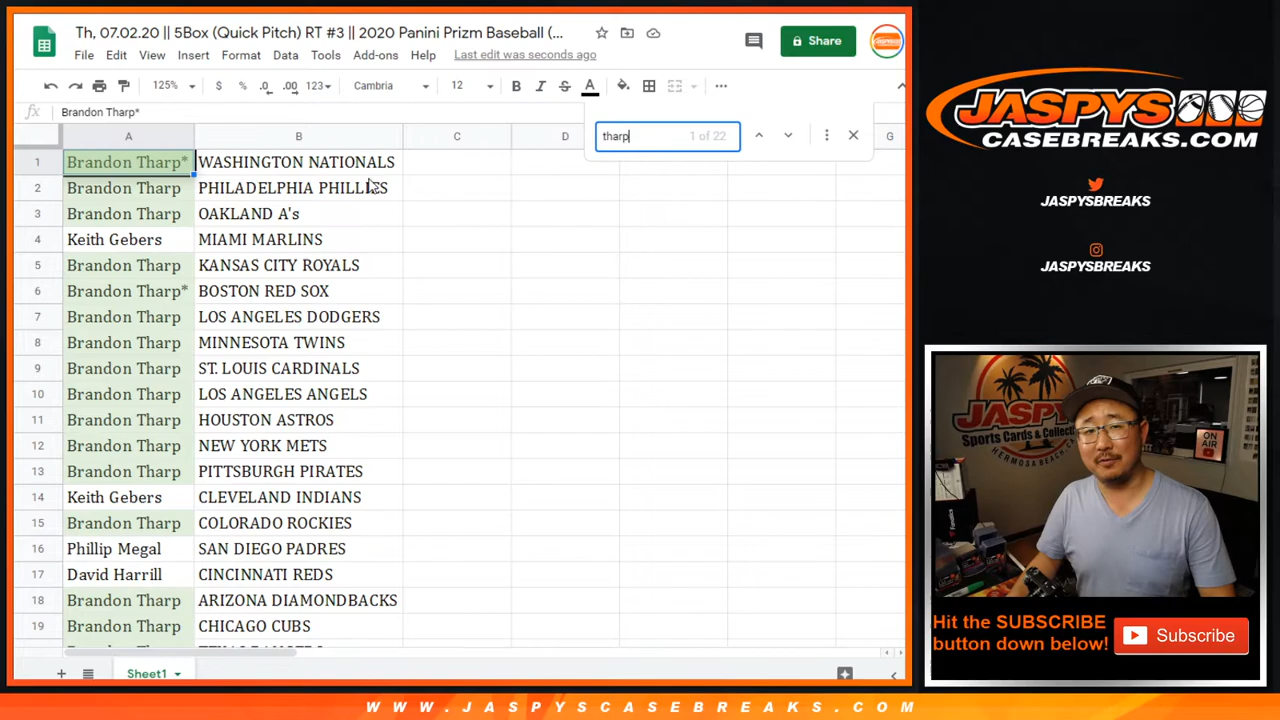 Th, 07.02.20 || 5Box (Quick Pitch) RT #3 || 2020 Panini Prizm Baseball (...
File Edit View Insert Format Data Tools Add-ons Help Last edit was seconds ago
Share
125% $ % .0 .00 123 Cambria 12 B I S A
fx Brandon Tharp*
tharp 1 of 22
A B C D G
1 Brandon Tharp* WASHINGTON NATIONALS
2 Brandon Tharp PHILADELPHIA PHILLIES
3 Brandon Tharp OAKLAND A's
4 Keith Gebers MIAMI MARLINS
5 Brandon Tharp KANSAS CITY ROYALS
6 Brandon Tharp* BOSTON RED SOX
7 Brandon Tharp LOS ANGELES DODGERS
8 Brandon Tharp MINNESOTA TWINS
9 Brandon Tharp ST. LOUIS CARDINALS
10 Brandon Tharp LOS ANGELES ANGELS
11 Brandon Tharp HOUSTON ASTROS
12 Brandon Tharp NEW YORK METS
13 Brandon Tharp PITTSBURGH PIRATES
14 Keith Gebers CLEVELAND INDIANS
15 Brandon Tharp COLORADO ROCKIES
16 Phillip Megal SAN DIEGO PADRES
17 David Harrill CINCINNATI REDS
18 Brandon Tharp ARIZONA DIAMONDBACKS
19 Brandon Tharp CHICAGO CUBS
Sheet1
JASPYS
CASEBREAKS.COM
JASPYSBREAKS
JASPYSBREAKS
JASPYS
Sports Cards & Collectibles
HERMOSA BEACH, CA
ON AIR
Hit the SUBSCRIBE
button down below!
Subscribe
WWW.JASPYSCASEBREAKS.COM